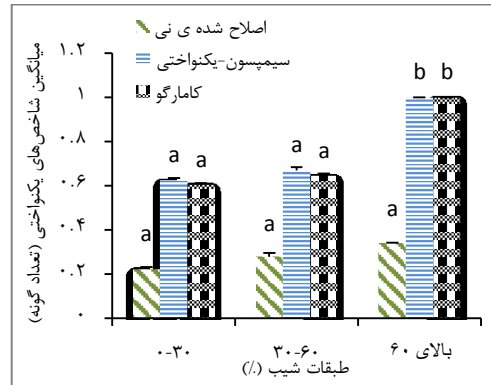 میانگین شاخص‌های یکنواختی (تعداد گونه)
اصلاح شده ی نی
سیمپسون-یکنواختی
کامارگو
۱.۲
۱
۰.۸
۰.۶
۰.۴
۰.۲
۰
a a a
a a a
a b b
۰-۳۰ ۳۰-۶۰ بالای ۶۰
طبقات شیب (٪)